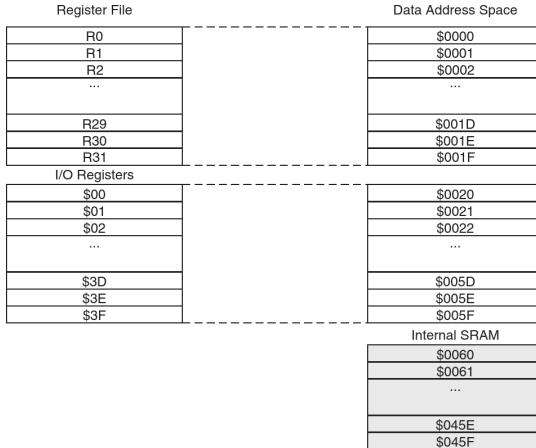 Register File Data Address Space
R0 $0000
R1 $0001
R2 $0002
... ...
R29 $001D
R30 $001E
R31 $001F
I/O Registers
$00 $0020
$01 $0021
$02 $0022
... ...
$3D $005D
$3E $005E
$3F $005F
Internal SRAM
$0060
$0061
...
$045E
$045F